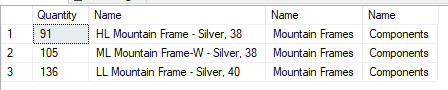 Quantity Name Name Name
1 91 HL Mountain Frame - Silver, 38 Mountain Frames Components
2 105 ML Mountain Frame-W - Silver, 38 Mountain Frames Components
3 136 LL Mountain Frame - Silver, 40 Mountain Frames Components